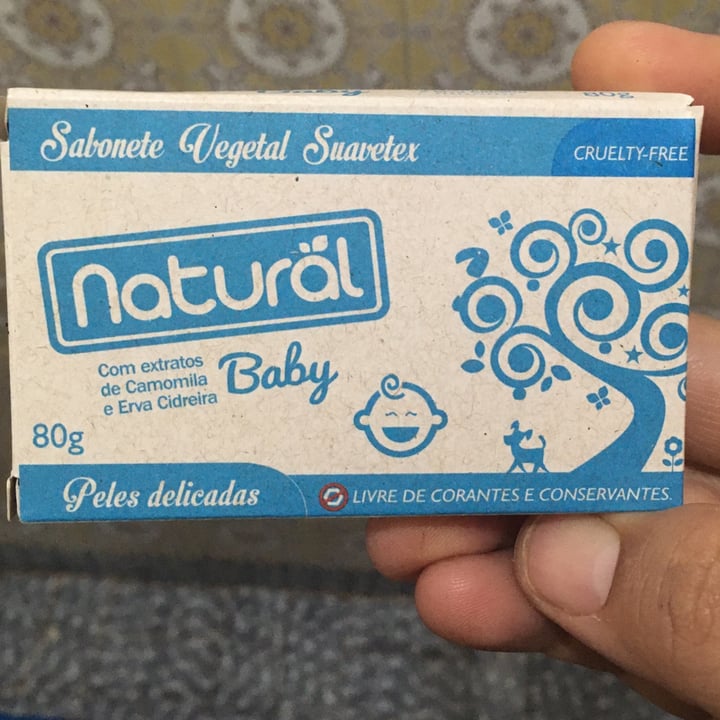 Sabonete Vegetal Suavetex
CRUELTY-FREE
natural
Baby
Com extratos
de Camomila
e Erva Cidreira
80g
Peles delicadas
LIVRE DE CORANTES E CONSERVANTES.